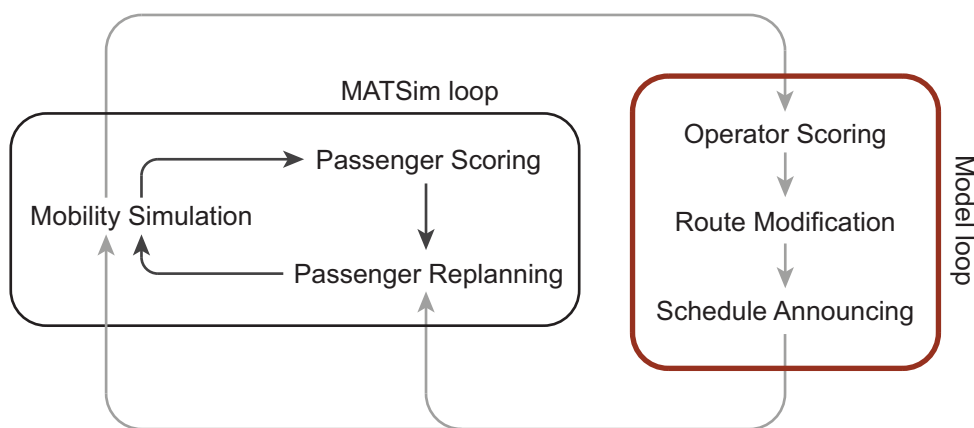 MATSim loop
Passenger Scoring
Mobility Simulation
Passenger Replanning
Operator Scoring
Route Modification
Schedule Announcing
Model loop